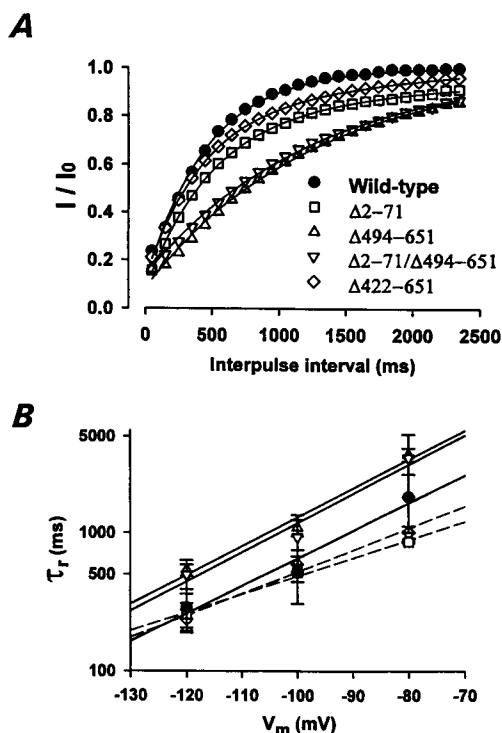 A
1.0
0.8
0.6
0.4
0.2
0.0
I / I0
Wild-type
Δ2-71
Δ494-651
Δ2-71/Δ494-651
Δ422-651
0 500 1000 1500 2000 2500
Interpulse interval (ms)
B
5000
1000
500
100
τr (ms)
-130 -120 -110 -100 -90 -80 -70
Vm (mV)